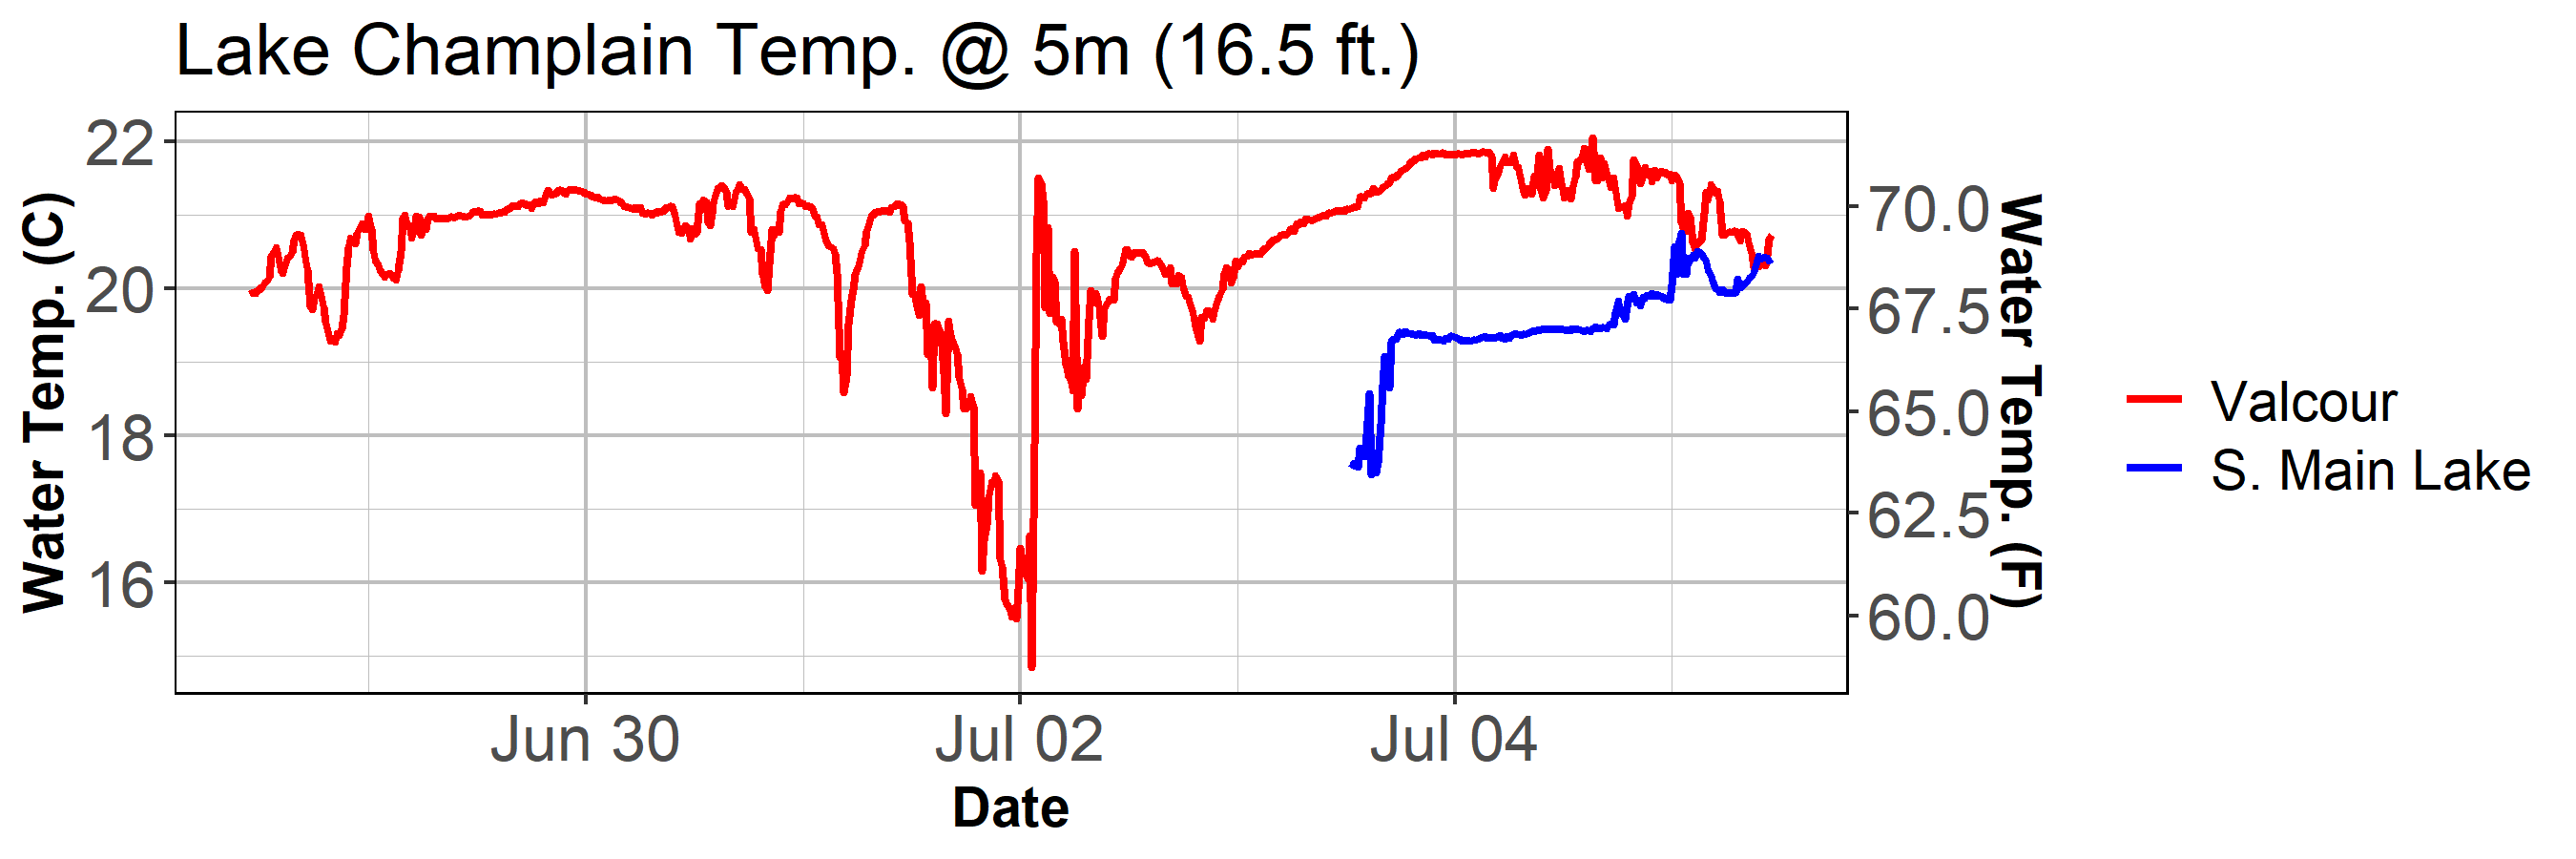 Lake Champlain Temp. @ 5m (16.5 ft.)
Water Temp. (C)
22
20
18
16
70.0
67.5
65.0
62.5
60.0
Water Temp. (F)
Jun 30
Jul 02
Jul 04
Date
Valcour
S. Main Lake